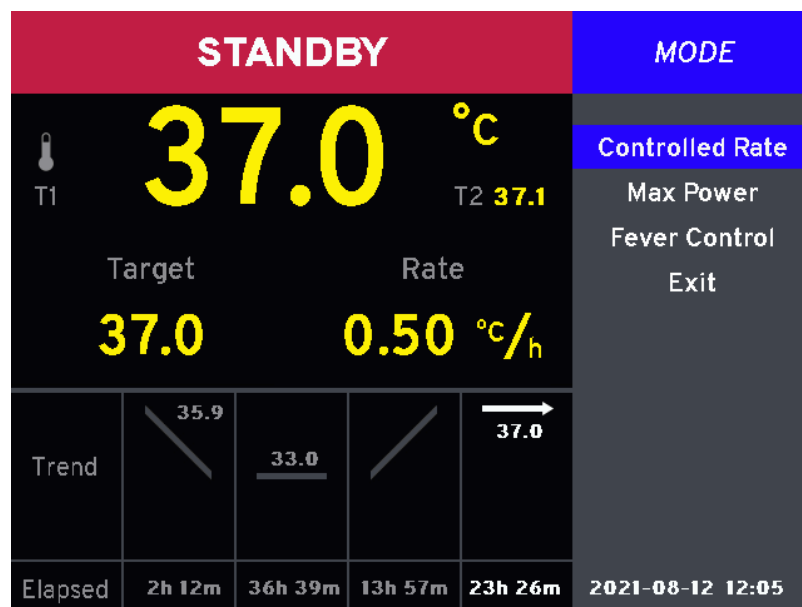 STANDBY
MODE
37.0 °C
T1
T2 37.1
Target
Rate
37.0
0.50 °C/h
Controlled Rate
Max Power
Fever Control
Exit
Trend
35.9
33.0
37.0
Elapsed
2h 12m
36h 39m
13h 57m
23h 26m
2021-08-12 12:05